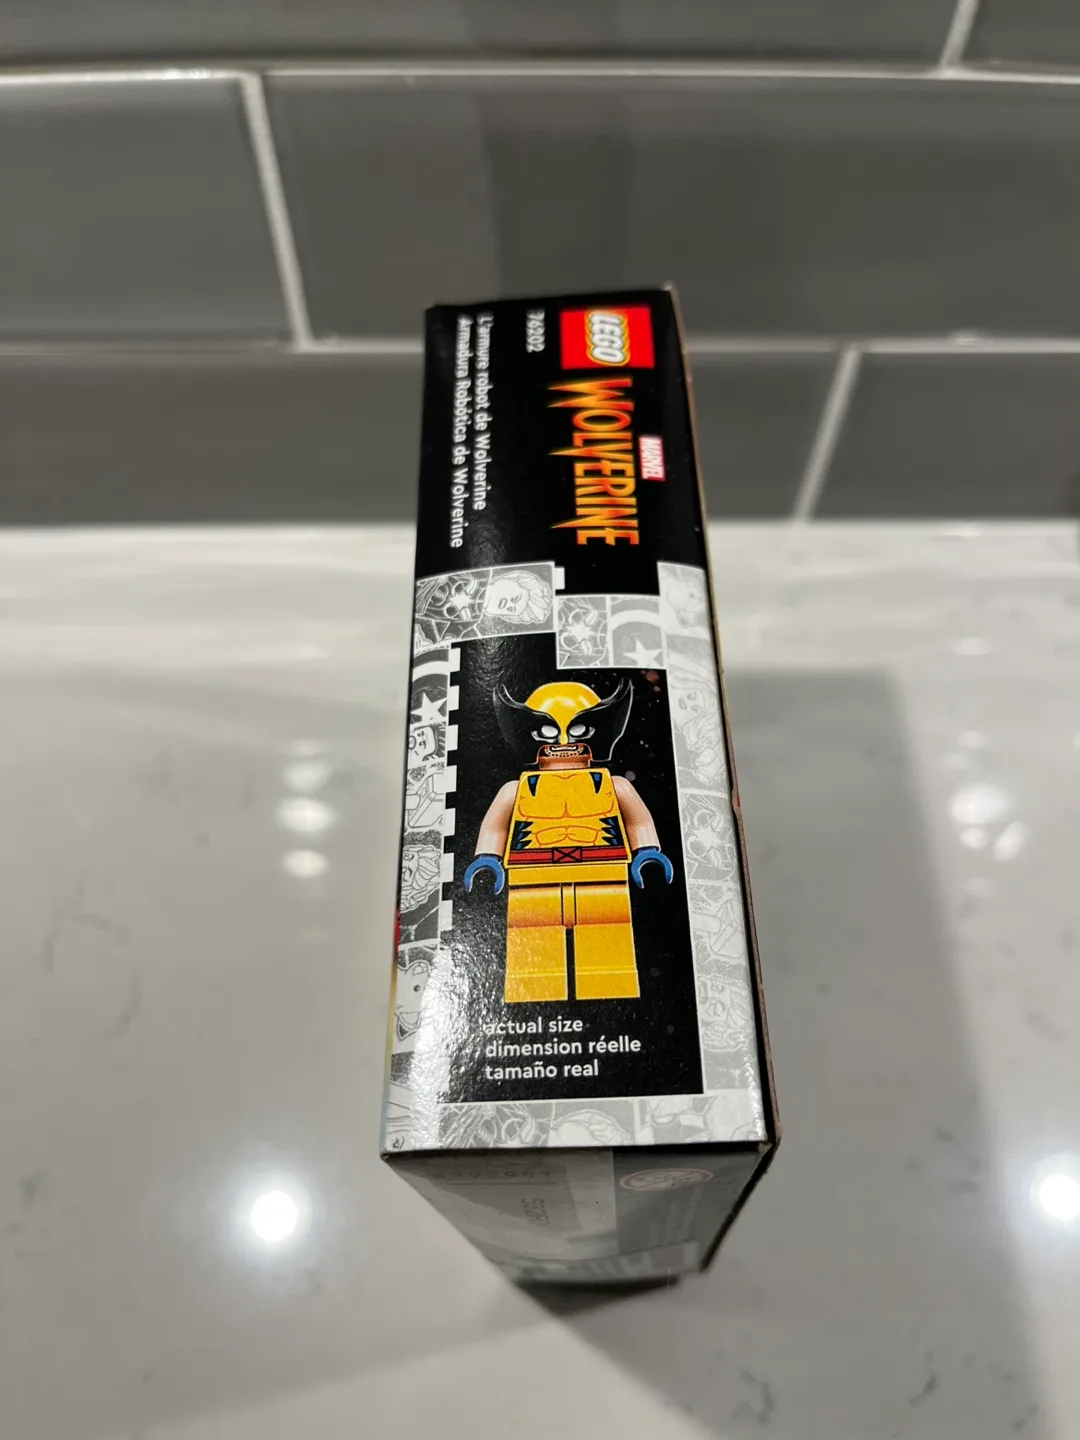 LEGO
MARVEL
WOLVERINE
76202
L'armure robot de Wolverine
Armadura Robótica de Wolverine
actual size
dimension réelle
tamaño real